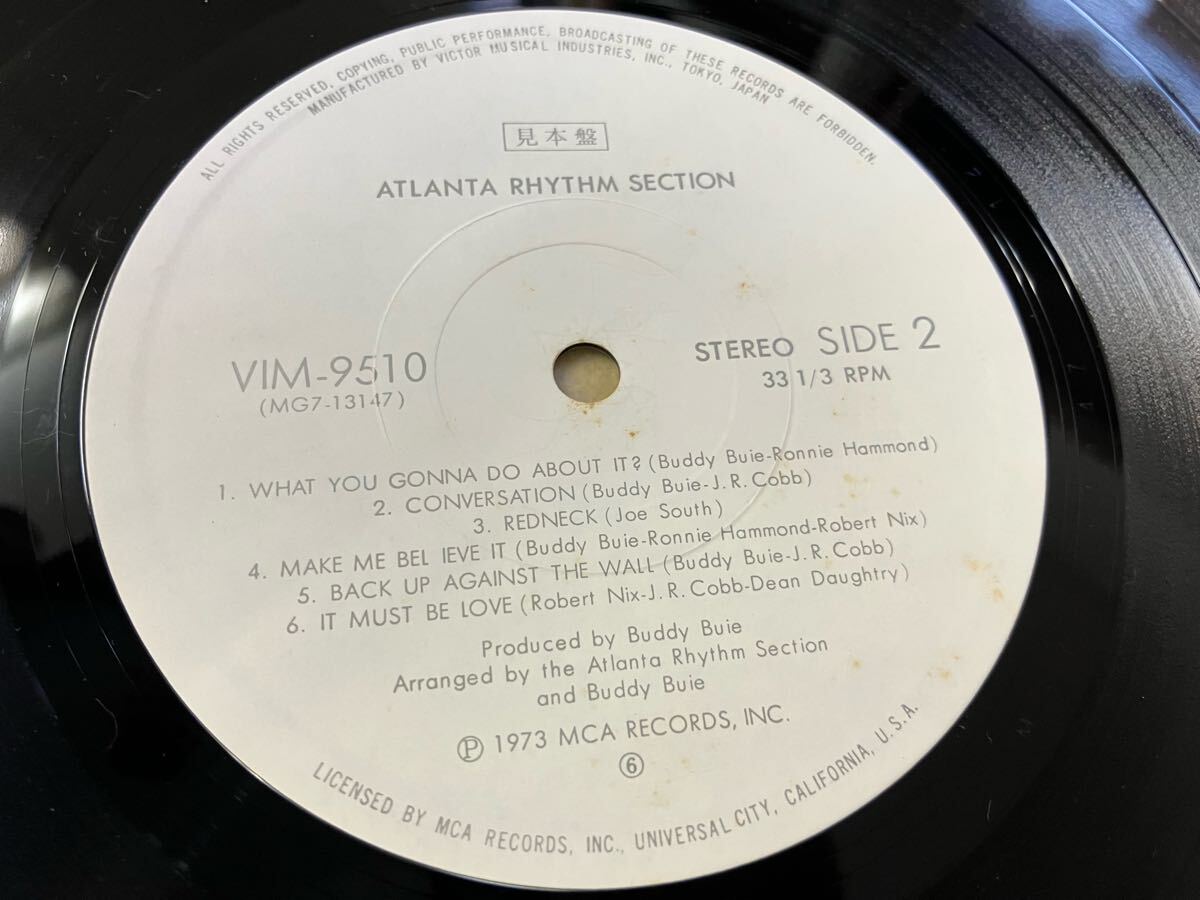 ALL RIGHTS RESERVED, COPYING, PUBLIC PERFORMANCE, BROADCASTING OF THESE RECORDS ARE FORBIDDEN.
MANUFACTURED BY VICTOR MUSICAL INDUSTRIES, INC., TOKYO, JAPAN
見本盤
ATLANTA RHYTHM SECTION
VIM-9510
(MG7-13147)
STEREO SIDE 2
33 1/3 RPM
1. WHAT YOU GONNA DO ABOUT IT? (Buddy Buie-Ronnie Hammond)
2. CONVERSATION (Buddy Buie-J.R.Cobb)
3. REDNECK (Joe South)
4. MAKE ME BEL IEVE IT (Buddy Buie-Ronnie Hammond-Robert Nix)
5. BACK UP AGAINST THE WALL (Buddy Buie-J.R.Cobb)
6. IT MUST BE LOVE (Robert Nix-J.R.Cobb-Dean Daughtry)
Produced by Buddy Buie
Arranged by the Atlanta Rhythm Section
and Buddy Buie
Ⓟ 1973 MCA RECORDS, INC.
⑥
LICENSED BY MCA RECORDS, INC., UNIVERSAL CITY, CALIFORNIA, U.S.A.